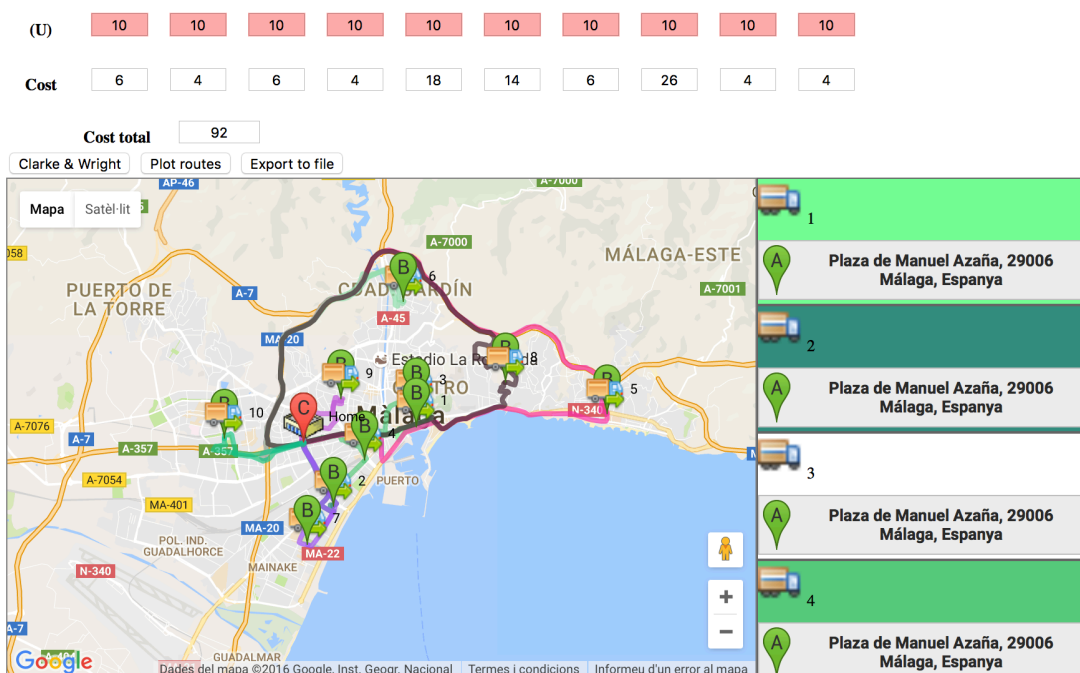 (U) 10 10 10 10 10 10 10 10 10 10
Cost 6 4 6 4 18 14 6 26 4 4
Cost total 92
Clarke & Wright Plot routes Export to file
Mapa Satèl·lit
AP-46
A-7000
058
A-7000
MÁLAGA-ESTE
PUERTO DE
LA TORRE
A-7
A-7001
6
A-45
MA-20
Estadio La
8
9
3
5
1
10
Home
Málaga
4
N-340
A-7076
A-7
A-357
A-357
A-7054
2
PUERTO
MA-401
7
MA-20
MA-22
POL. IND.
GUADALHORCE
MAINAKE
N-340
A-7
GUADALMAR
Google
Dades del mapa ©2016 Google, Inst. Geogr. Nacional Termes i condicions Informeu d'un error al mapa
B
C
+
−
1
A
Plaza de Manuel Azaña, 29006
Málaga, Espanya
2
A
Plaza de Manuel Azaña, 29006
Málaga, Espanya
3
A
Plaza de Manuel Azaña, 29006
Málaga, Espanya
4
A
Plaza de Manuel Azaña, 29006
Málaga, Espanya